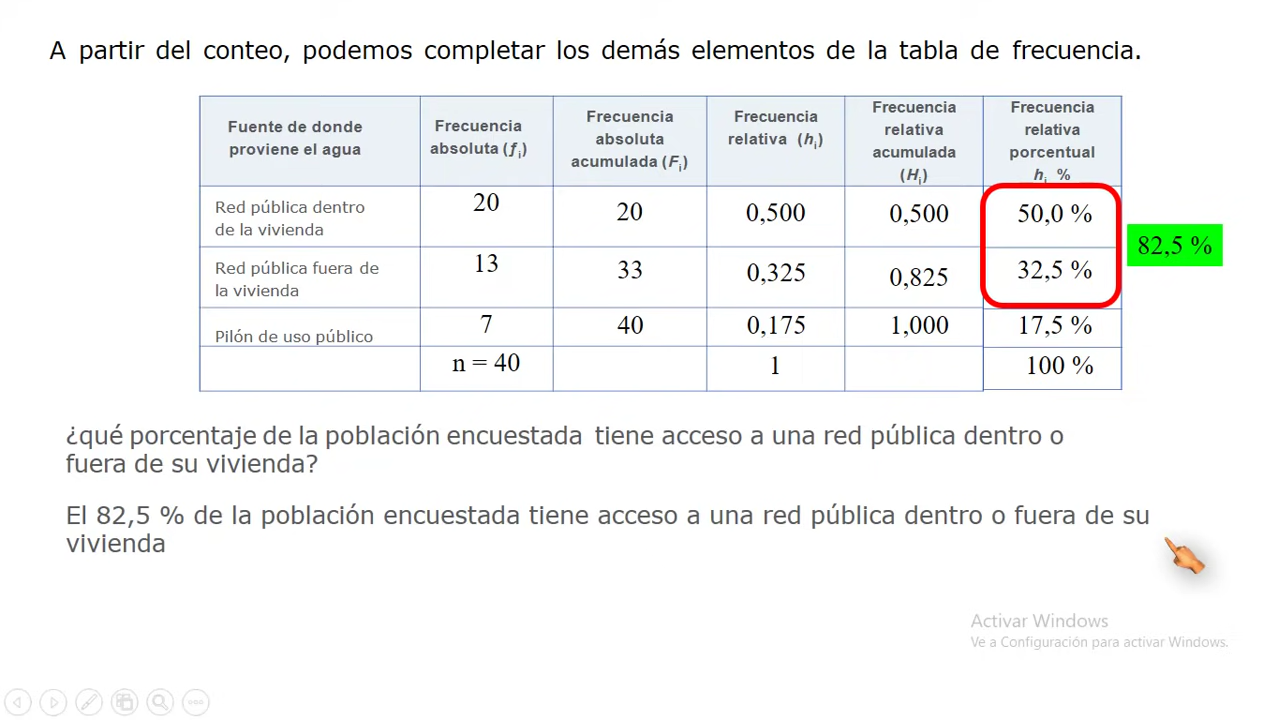 A partir del conteo, podemos completar los demás elementos de la tabla de frecuencia.
Fuente de donde
proviene el agua
Frecuencia
absoluta (fi)
Frecuencia
absoluta
acumulada (Fi)
Frecuencia
relativa (hi)
Frecuencia
relativa
acumulada
(Hi)
Frecuencia
relativa
porcentual
hi %
Red pública dentro
de la vivienda
20
20
0,500
0,500
50,0 %
Red pública fuera de
la vivienda
13
33
0,325
0,825
32,5 %
82,5 %
Pilón de uso público
7
40
0,175
1,000
17,5 %
n = 40
1
100 %
¿qué porcentaje de la población encuestada tiene acceso a una red pública dentro o
fuera de su vivienda?
El 82,5 % de la población encuestada tiene acceso a una red pública dentro o fuera de su
vivienda
Activar Windows
Ve a Configuración para activar Windows.